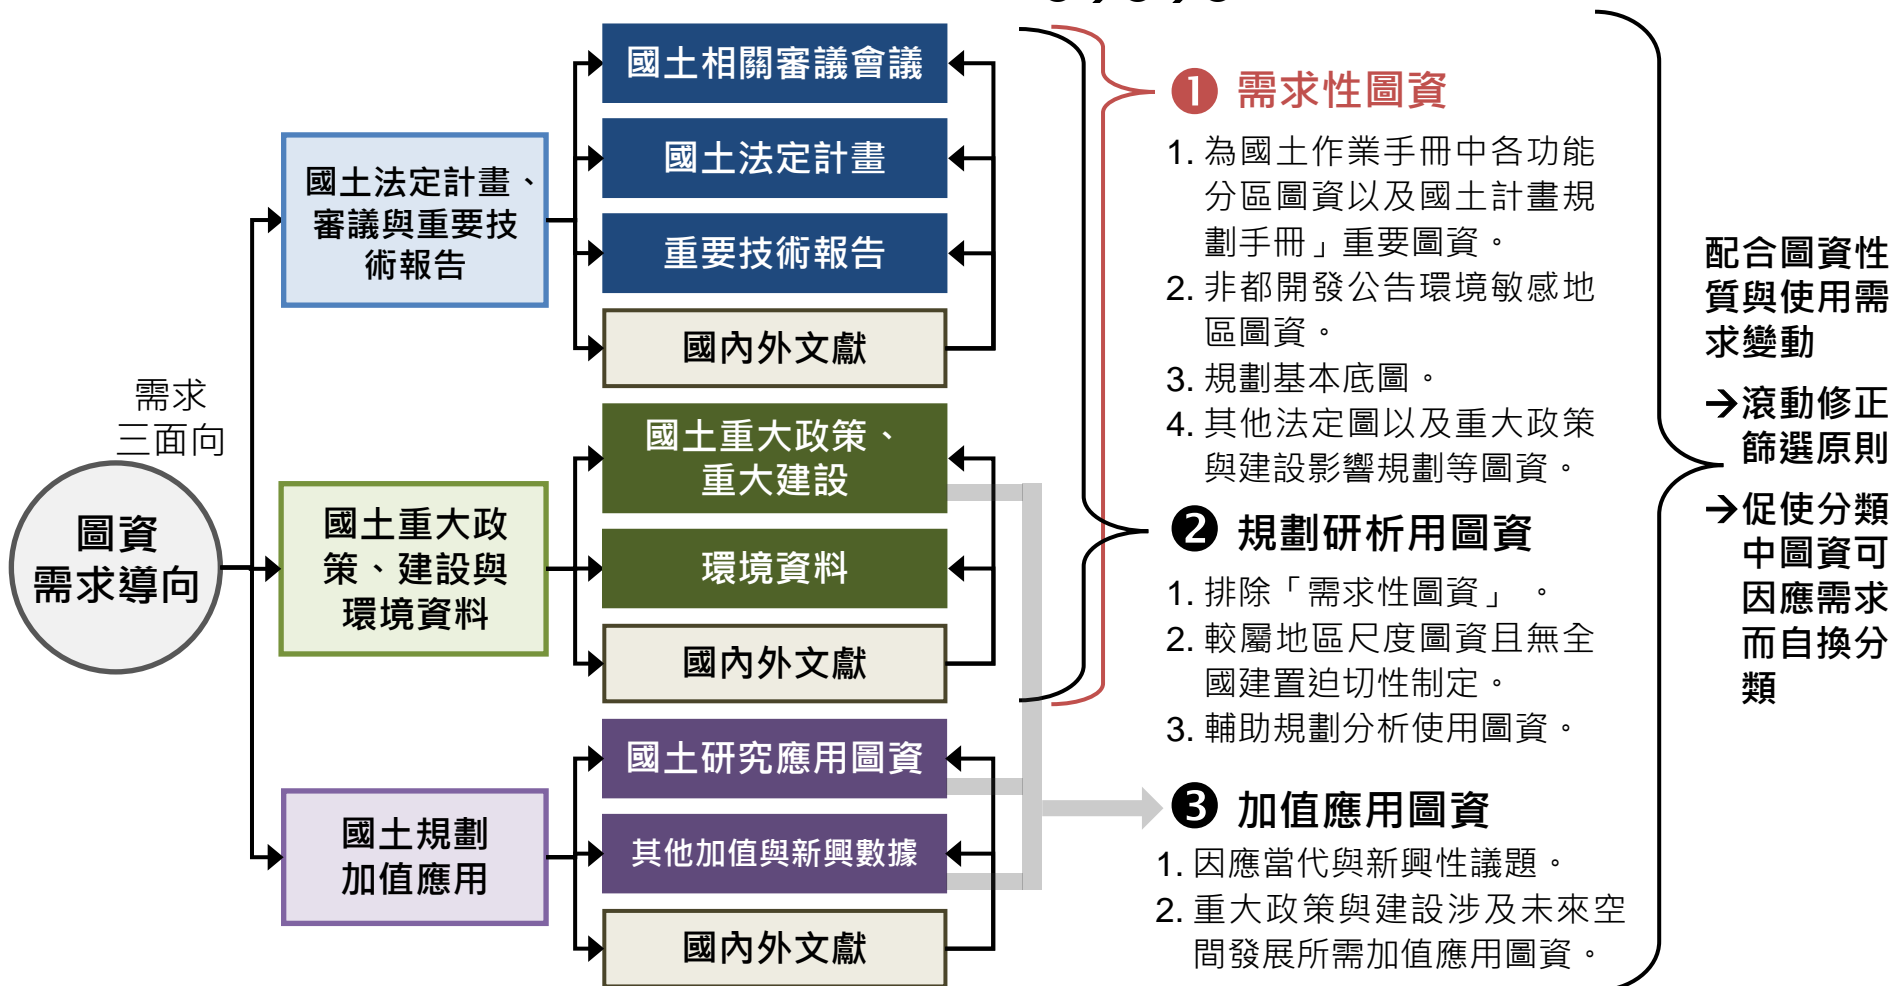 需求
三面向
圖資
需求導向
國土法定計畫、
審議與重要技
術報告
國土相關審議會議
國土法定計畫
重要技術報告
國內外文獻
國土重大政
策、建設與
環境資料
國土重大政策、
重大建設
環境資料
國內外文獻
國土規劃
加值應用
國土研究應用圖資
其他加值與新興數據
國內外文獻
❶ 需求性圖資
1. 為國土作業手冊中各功能
分區圖資以及國土計畫規
劃手冊」重要圖資。
2. 非都開發公告環境敏感地
區圖資。
3. 規劃基本底圖。
4. 其他法定圖以及重大政策
與建設影響規劃等圖資。
❷ 規劃研析用圖資
1. 排除「需求性圖資」 。
2. 較屬地區尺度圖資且無全
國建置迫切性制定。
3. 輔助規劃分析使用圖資。
❸ 加值應用圖資
1. 因應當代與新興性議題。
2. 重大政策與建設涉及未來空
間發展所需加值應用圖資。
配合圖資性
質與使用需
求變動
→滾動修正
篩選原則
→促使分類
中圖資可
因應需求
而自換分
類